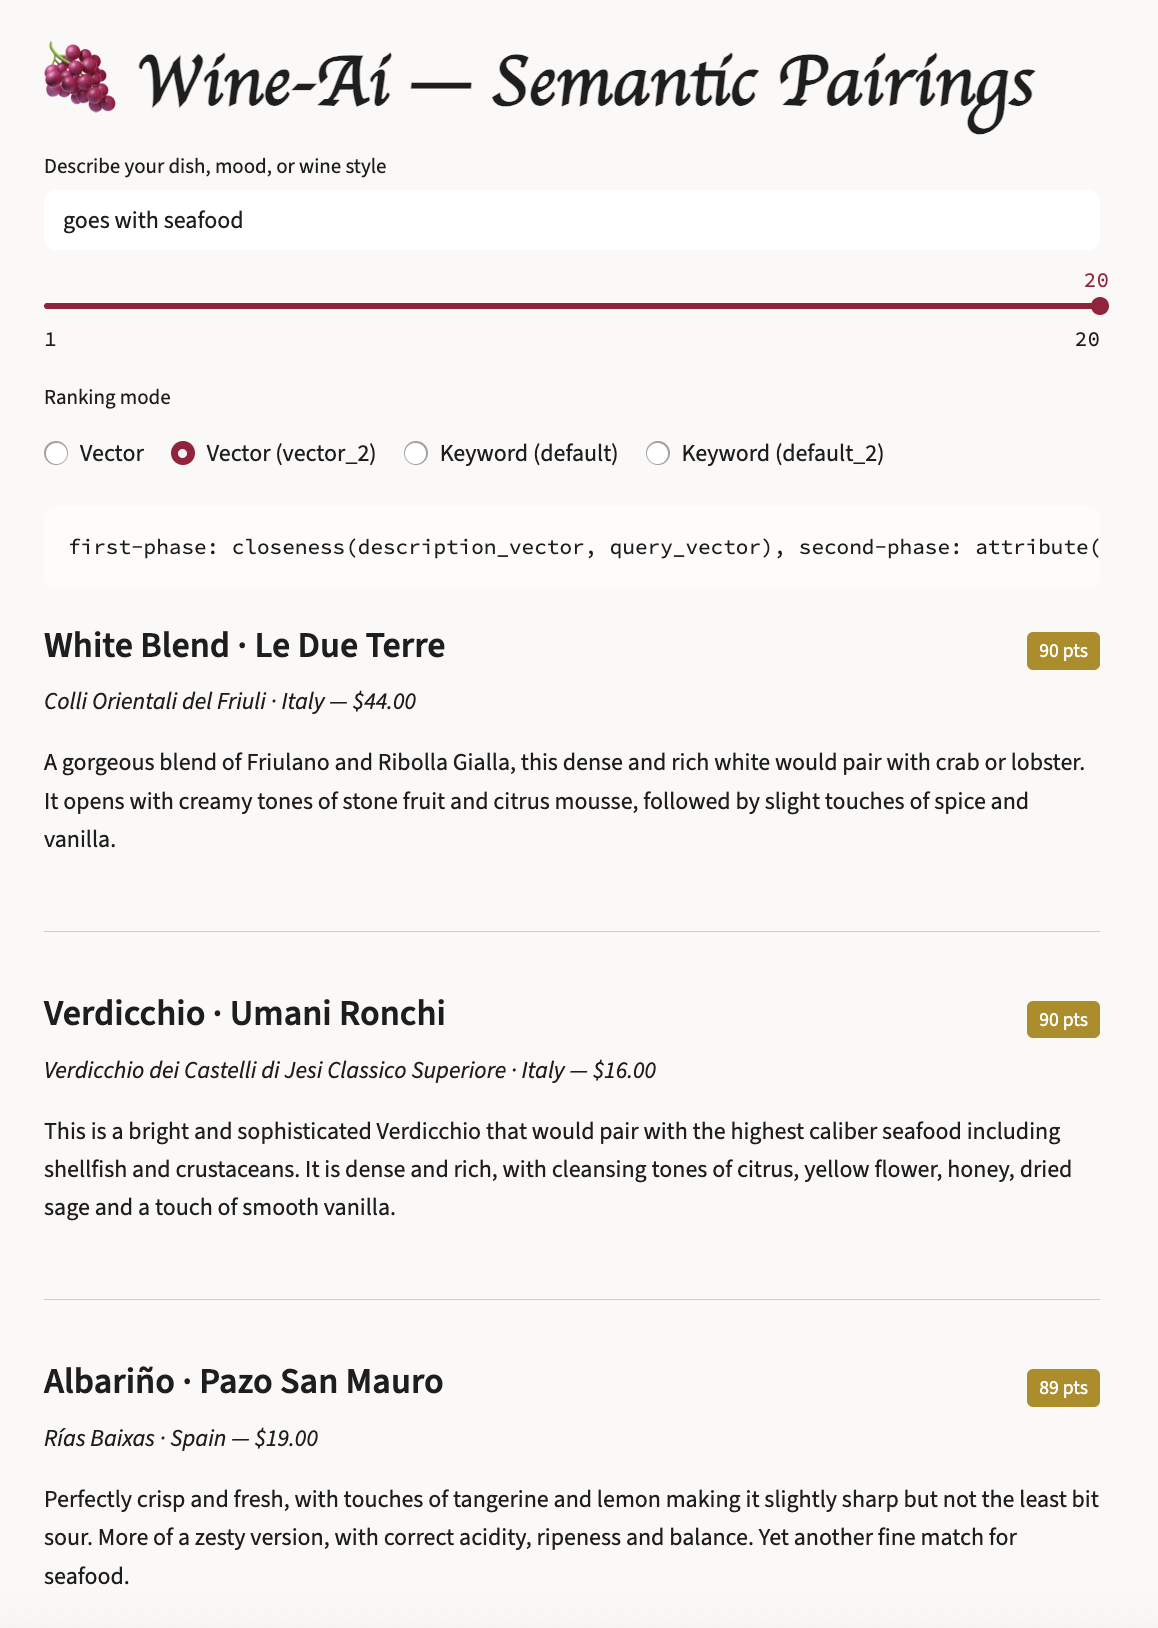 Wine-Ai — Semantic Pairings
Describe your dish, mood, or wine style
goes with seafood
20
1 20
Ranking mode
Vector Vector (vector_2) Keyword (default) Keyword (default_2)
first-phase: closeness(description_vector, query_vector), second-phase: attribute(
White Blend · Le Due Terre 90 pts
Colli Orientali del Friuli · Italy — $44.00
A gorgeous blend of Friulano and Ribolla Gialla, this dense and rich white would pair with crab or lobster.
It opens with creamy tones of stone fruit and citrus mousse, followed by slight touches of spice and
vanilla.
Verdicchio · Umani Ronchi 90 pts
Verdicchio dei Castelli di Jesi Classico Superiore · Italy — $16.00
This is a bright and sophisticated Verdicchio that would pair with the highest caliber seafood including
shellfish and crustaceans. It is dense and rich, with cleansing tones of citrus, yellow flower, honey, dried
sage and a touch of smooth vanilla.
Albariño · Pazo San Mauro 89 pts
Rías Baixas · Spain — $19.00
Perfectly crisp and fresh, with touches of tangerine and lemon making it slightly sharp but not the least bit
sour. More of a zesty version, with correct acidity, ripeness and balance. Yet another fine match for
seafood.